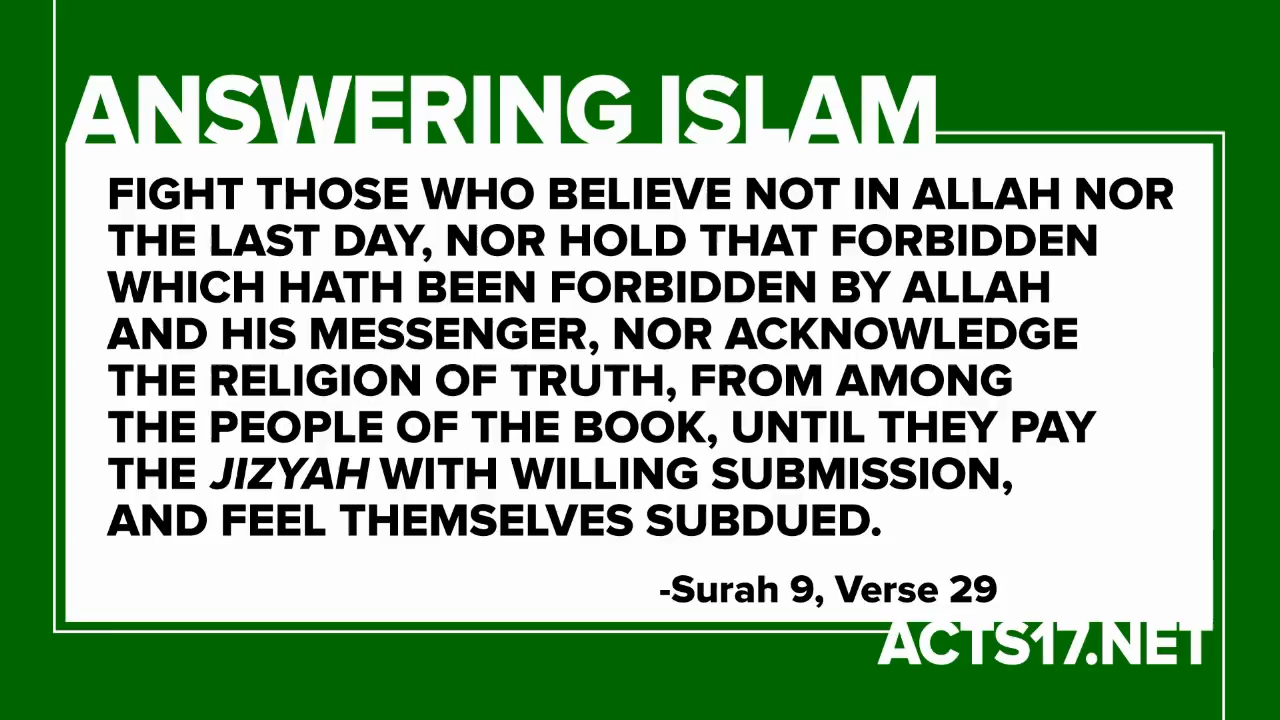 ANSWERING ISLAM
FIGHT THOSE WHO BELIEVE NOT IN ALLAH NOR
THE LAST DAY, NOR HOLD THAT FORBIDDEN
WHICH HATH BEEN FORBIDDEN BY ALLAH
AND HIS MESSENGER, NOR ACKNOWLEDGE
THE RELIGION OF TRUTH, FROM AMONG
THE PEOPLE OF THE BOOK, UNTIL THEY PAY
THE JIZYAH WITH WILLING SUBMISSION,
AND FEEL THEMSELVES SUBDUED.
-Surah 9, Verse 29
ACTS17.NET